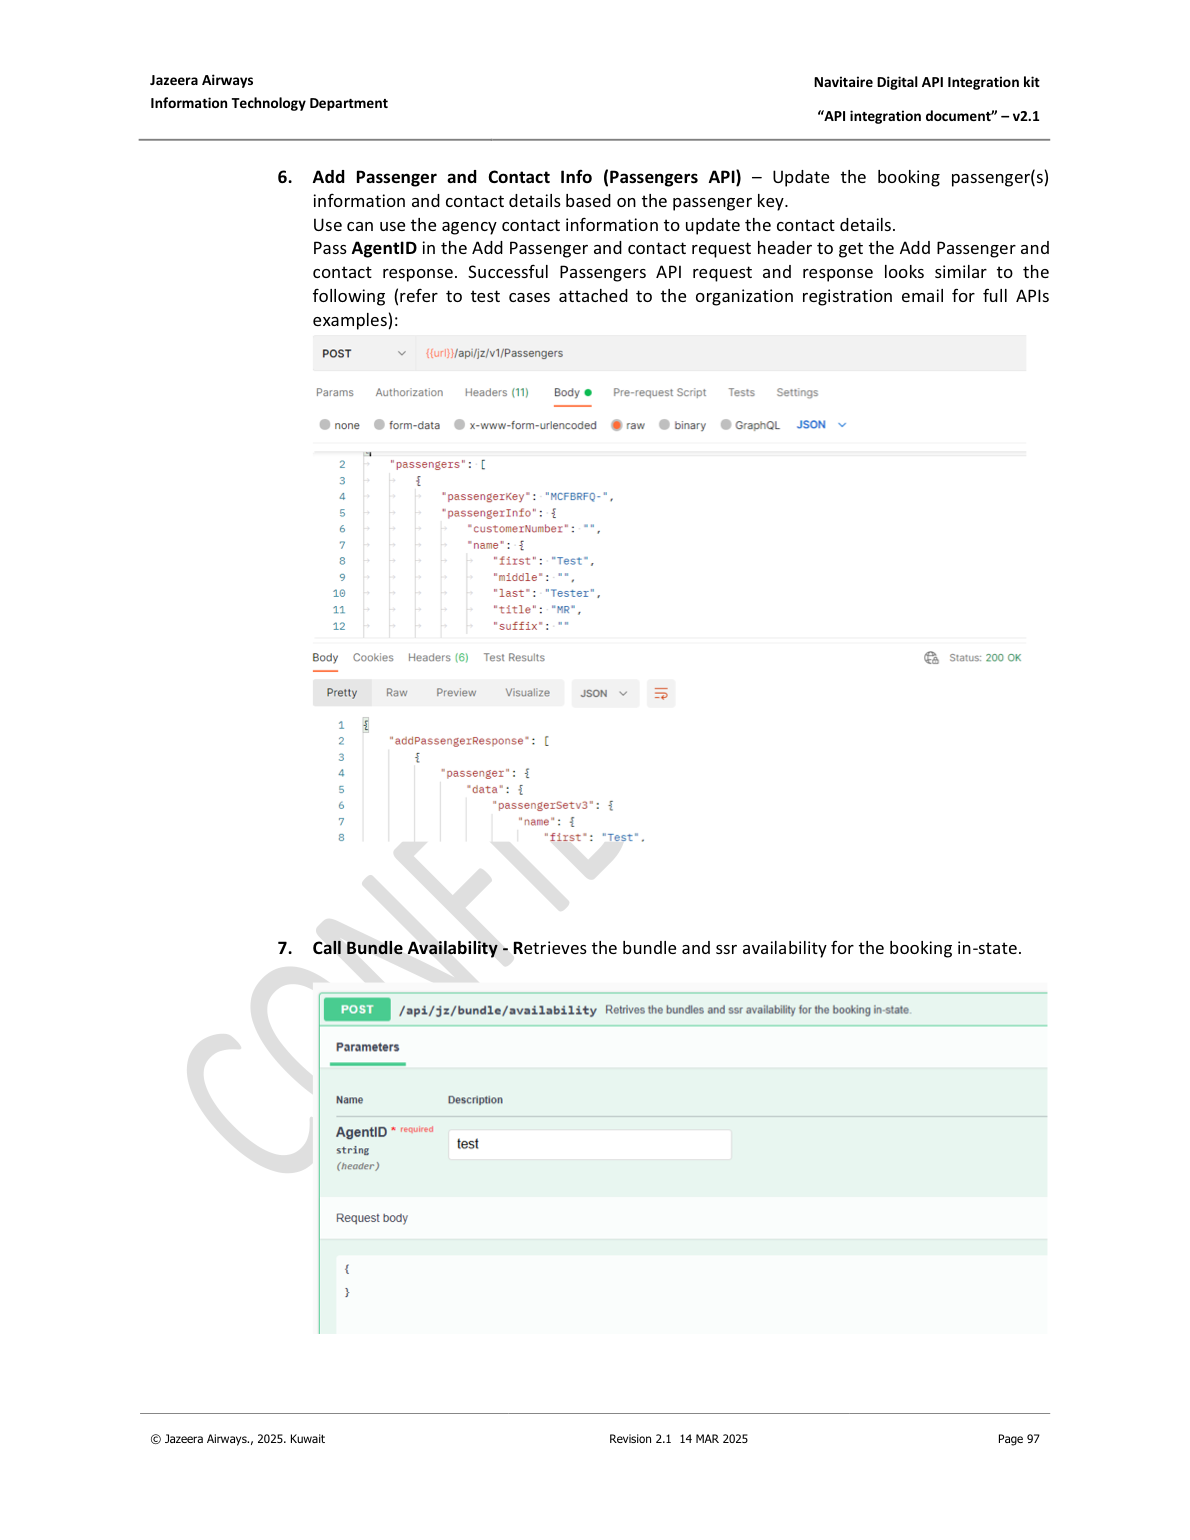 Jazeera Airways
Information Technology Department
Navitaire Digital API Integration kit
“API integration document” – v2.1
6. Add Passenger and Contact Info (Passengers API) – Update the booking passenger(s)
information and contact details based on the passenger key.
Use can use the agency contact information to update the contact details.
Pass AgentID in the Add Passenger and contact request header to get the Add Passenger and
contact response. Successful Passengers API request and response looks similar to the
following (refer to test cases attached to the organization registration email for full APIs
examples):
POST {{url}}/api/jz/v1/Passengers
Params Authorization Headers (11) Body Pre-request Script Tests Settings
none form-data x-www-form-urlencoded raw binary GraphQL JSON
2 "passengers": [
3 {
4 "passengerKey": "MCFBRFQ-",
5 "passengerInfo": {
6 "customerNumber": "",
7 "name": {
8 "first": "Test",
9 "middle": "",
10 "last": "Tester",
11 "title": "MR",
12 "suffix": ""
Body Cookies Headers (6) Test Results Status: 200 OK
Pretty Raw Preview Visualize JSON
1 {
2 "addPassengerResponse": [
3 {
4 "passenger": {
5 "data": {
6 "passengerSetv3": {
7 "name": {
8 "first": "Test",
7. Call Bundle Availability - Retrieves the bundle and ssr availability for the booking in-state.
POST /api/jz/bundle/availability Retrives the bundles and ssr availability for the booking in-state.
Parameters
Name Description
AgentID * required
string
(header)
test
Request body
{
}
© Jazeera Airways., 2025. Kuwait Revision 2.1 14 MAR 2025 Page 97